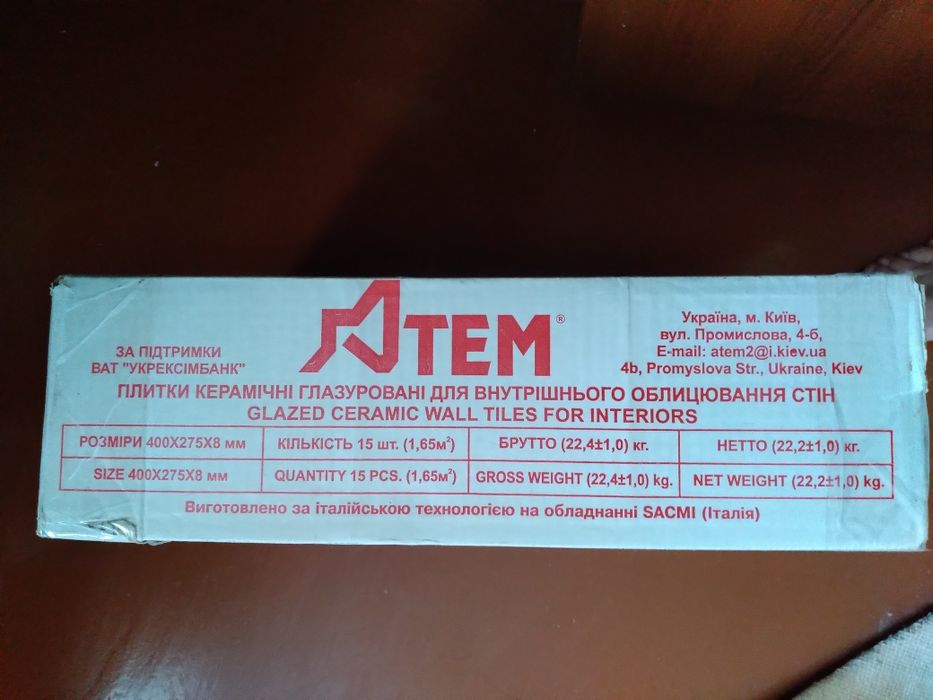 ATEM®
ЗА ПІДТРИМКИ
ВАТ "УКРЕКСІМБАНК"
Україна, м. Київ,
вул. Промислова, 4-б,
E-mail: atem2@i.kiev.ua
4b, Promyslova Str., Ukraine, Kiev
ПЛИТКИ КЕРАМІЧНІ ГЛАЗУРОВАНІ ДЛЯ ВНУТРІШНЬОГО ОБЛИЦЮВАННЯ СТІН
GLAZED CERAMIC WALL TILES FOR INTERIORS
РОЗМІРИ 400Х275Х8 мм КІЛЬКІСТЬ 15 шт. (1,65м²) БРУТТО (22,4±1,0) кг. НЕТТО (22,2±1,0) кг.
SIZE 400X275X8 мм QUANTITY 15 PCS. (1,65м²) GROSS WEIGHT (22,4±1,0) kg. NET WEIGHT (22,2±1,0) kg.
Виготовлено за італійською технологією на обладнанні SACMI (Італія)